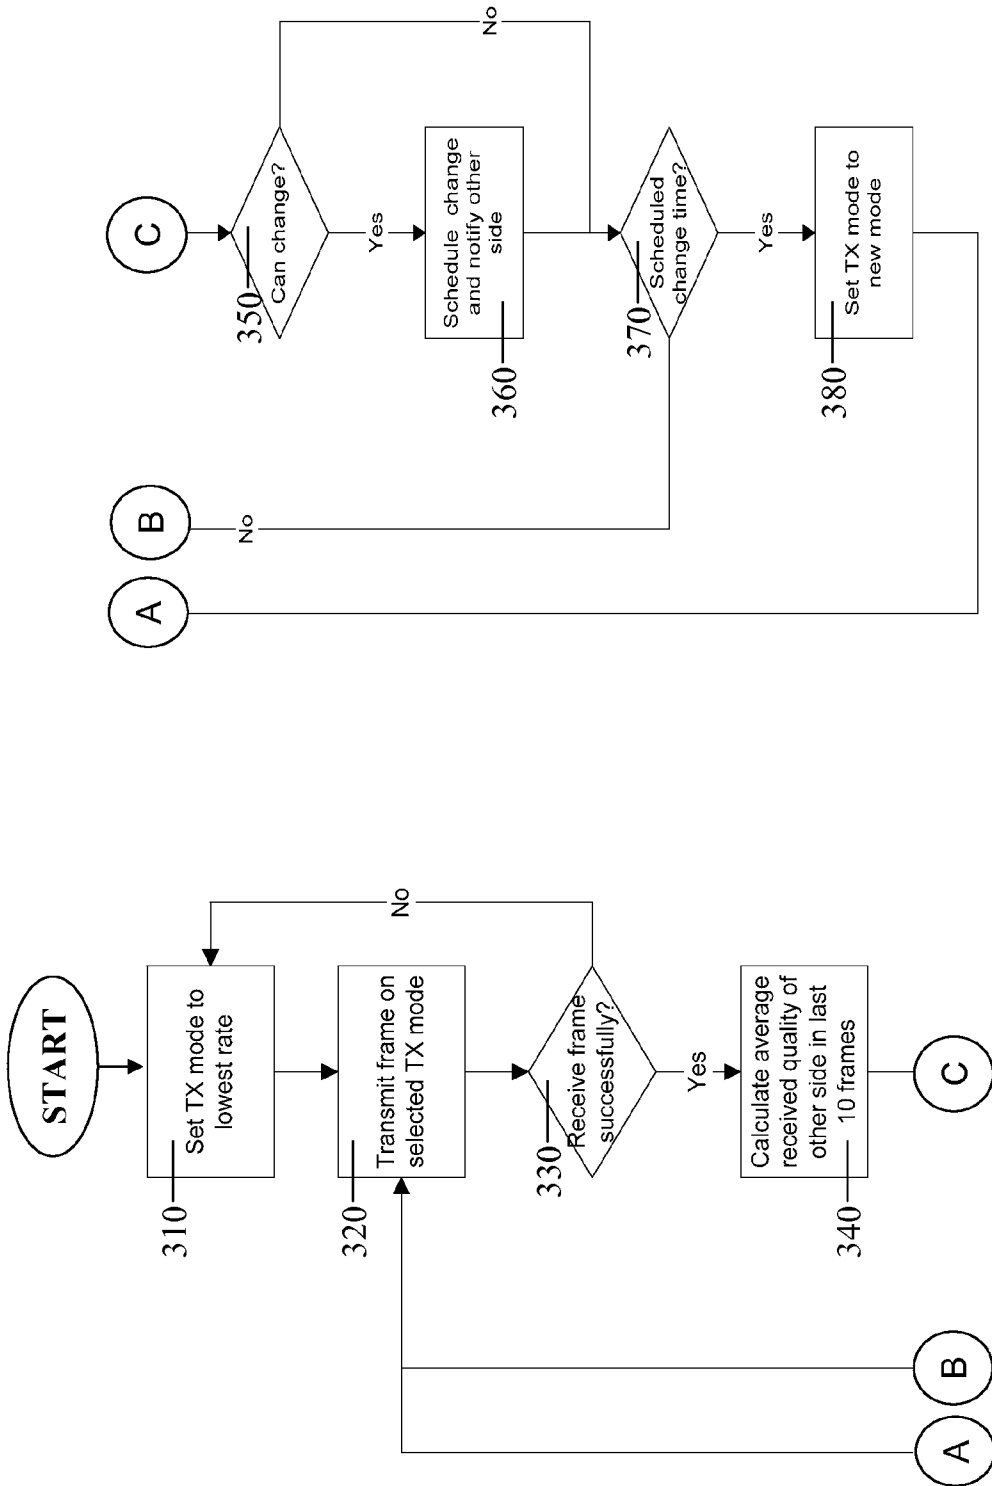 START
310
Set TX mode to
lowest rate
320
Transmit frame on
selected TX mode
330
Receive frame
successfully?
No
Yes
340
Calculate average
received quality of
other side in last
10 frames
A
B
C
A
B
C
No
350
Can change?
No
Yes
360
Schedule change
and notify other
side
370
Scheduled
change time?
Yes
380
Set TX mode to
new mode